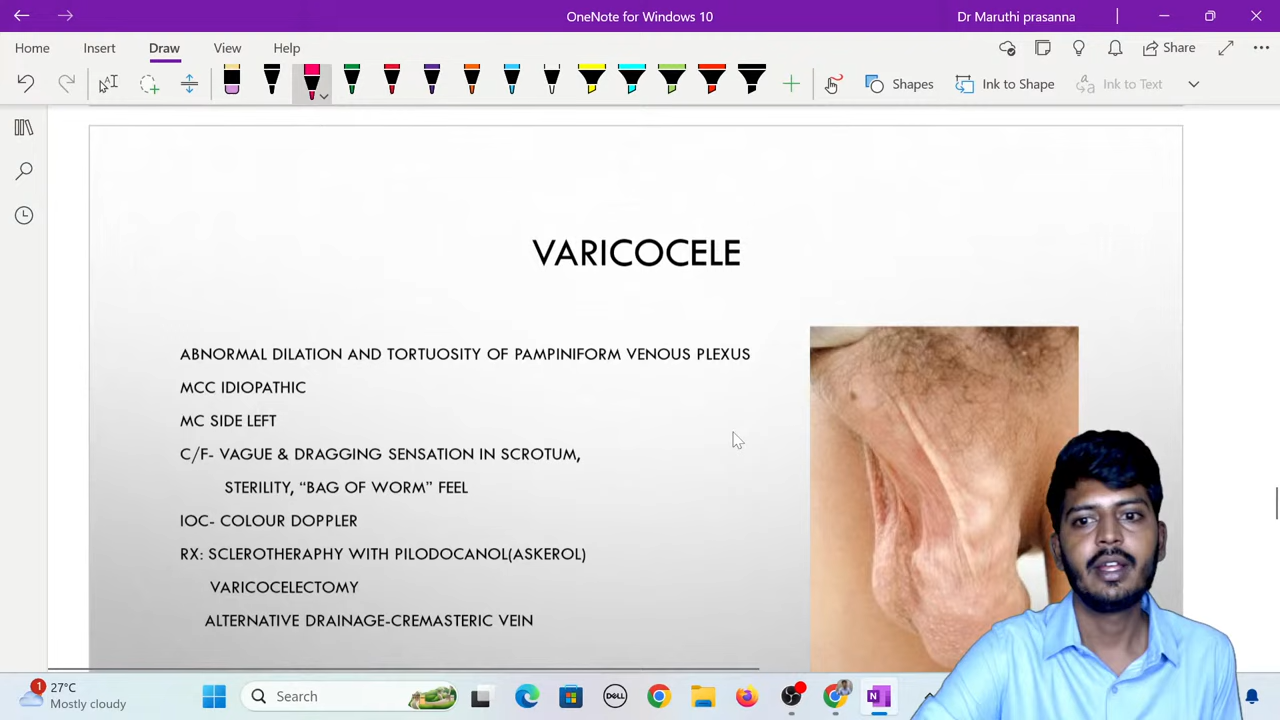 OneNote for Windows 10
Dr Maruthi prasanna
Home
Insert
Draw
View
Help
Share
Shapes
Ink to Shape
Ink to Text
VARICOCELE
ABNORMAL DILATION AND TORTUOSITY OF PAMPINIFORM VENOUS PLEXUS
MCC IDIOPATHIC
MC SIDE LEFT
C/F- VAGUE & DRAGGING SENSATION IN SCROTUM,
STERILITY, “BAG OF WORM” FEEL
IOC- COLOUR DOPPLER
RX: SCLEROTHERAPHY WITH PILODOCANOL(ASKEROL)
VARICOCELECTOMY
ALTERNATIVE DRAINAGE-CREMASTERIC VEIN
1
27°C
Mostly cloudy
Search
DELL